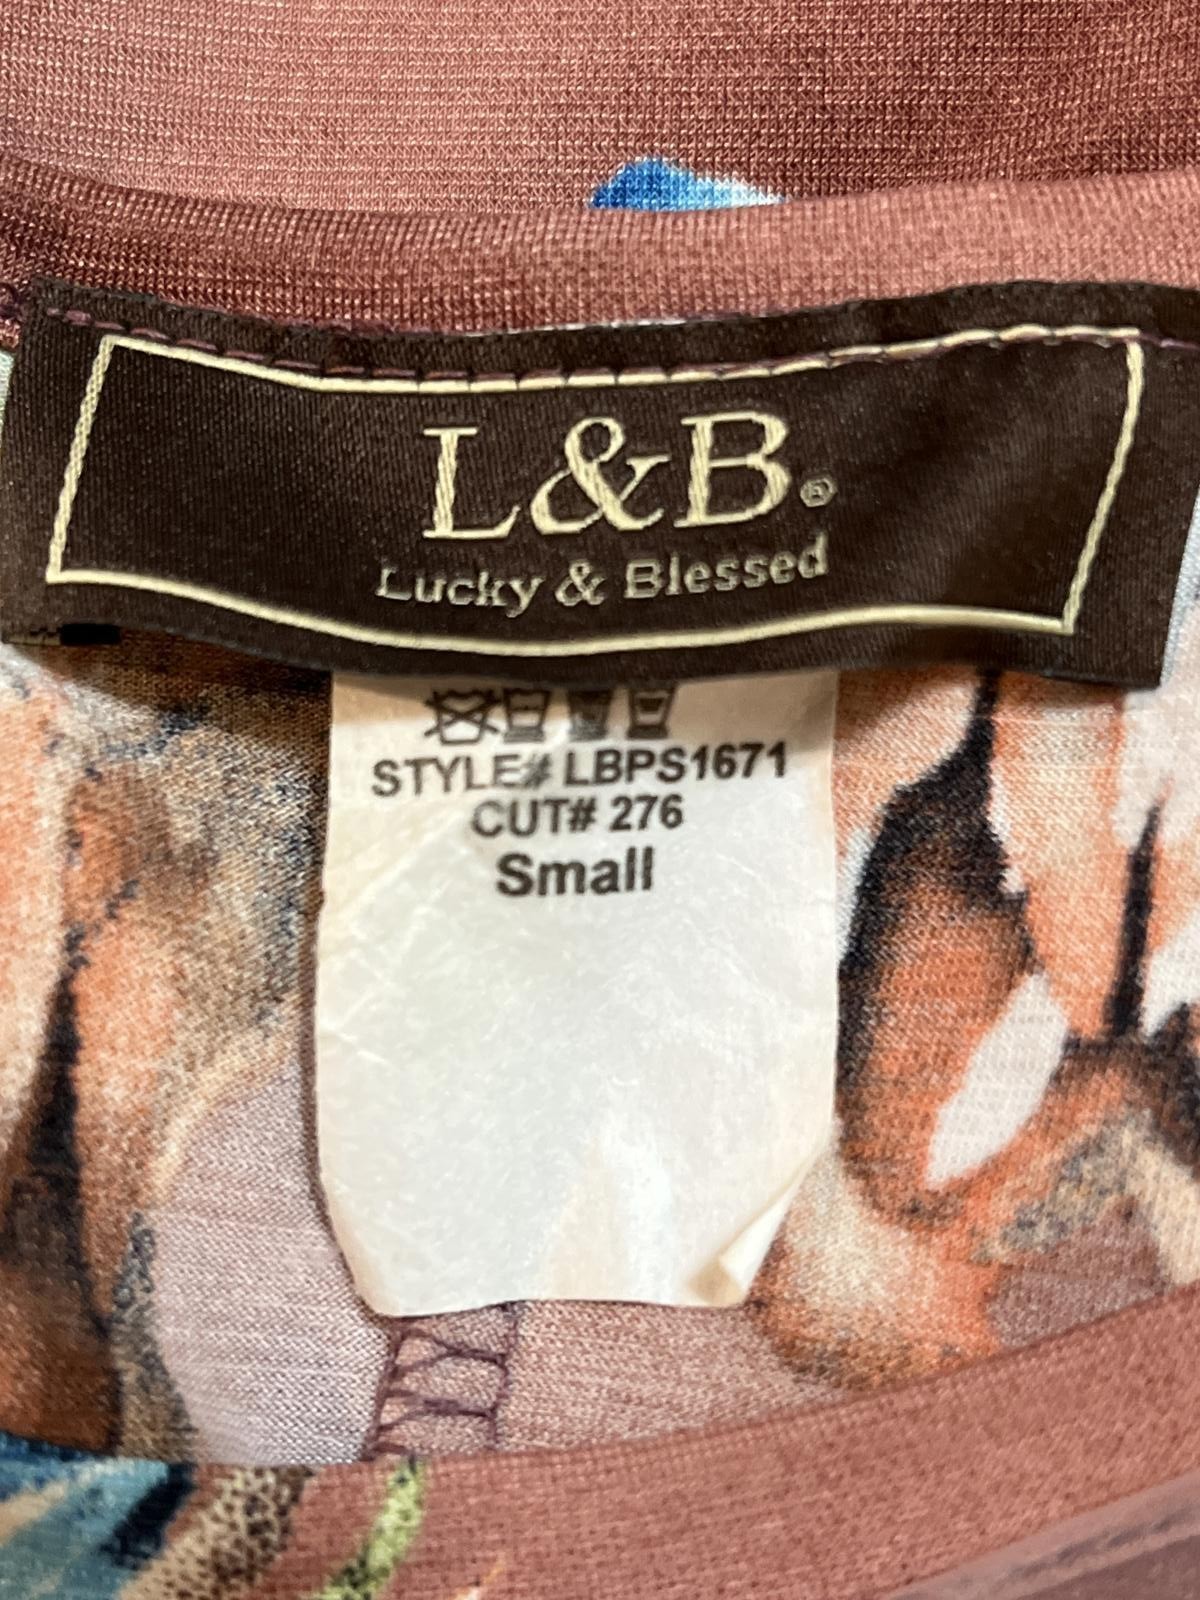 L&B®
Lucky & Blessed
STYLE# LBPS1671
CUT# 276
Small